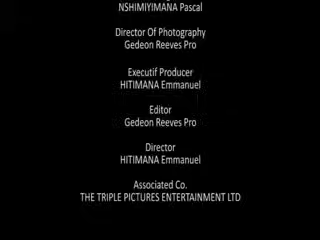 NSHIMIYIMANA Pascal
Director Of Photography
Gedeon Reeves Pro
Executif Producer
HITIMANA Emmanuel
Editor
Gedeon Reeves Pro
Director
HITIMANA Emmanuel
Associated Co.
THE TRIPLE PICTURES ENTERTAINMENT LTD